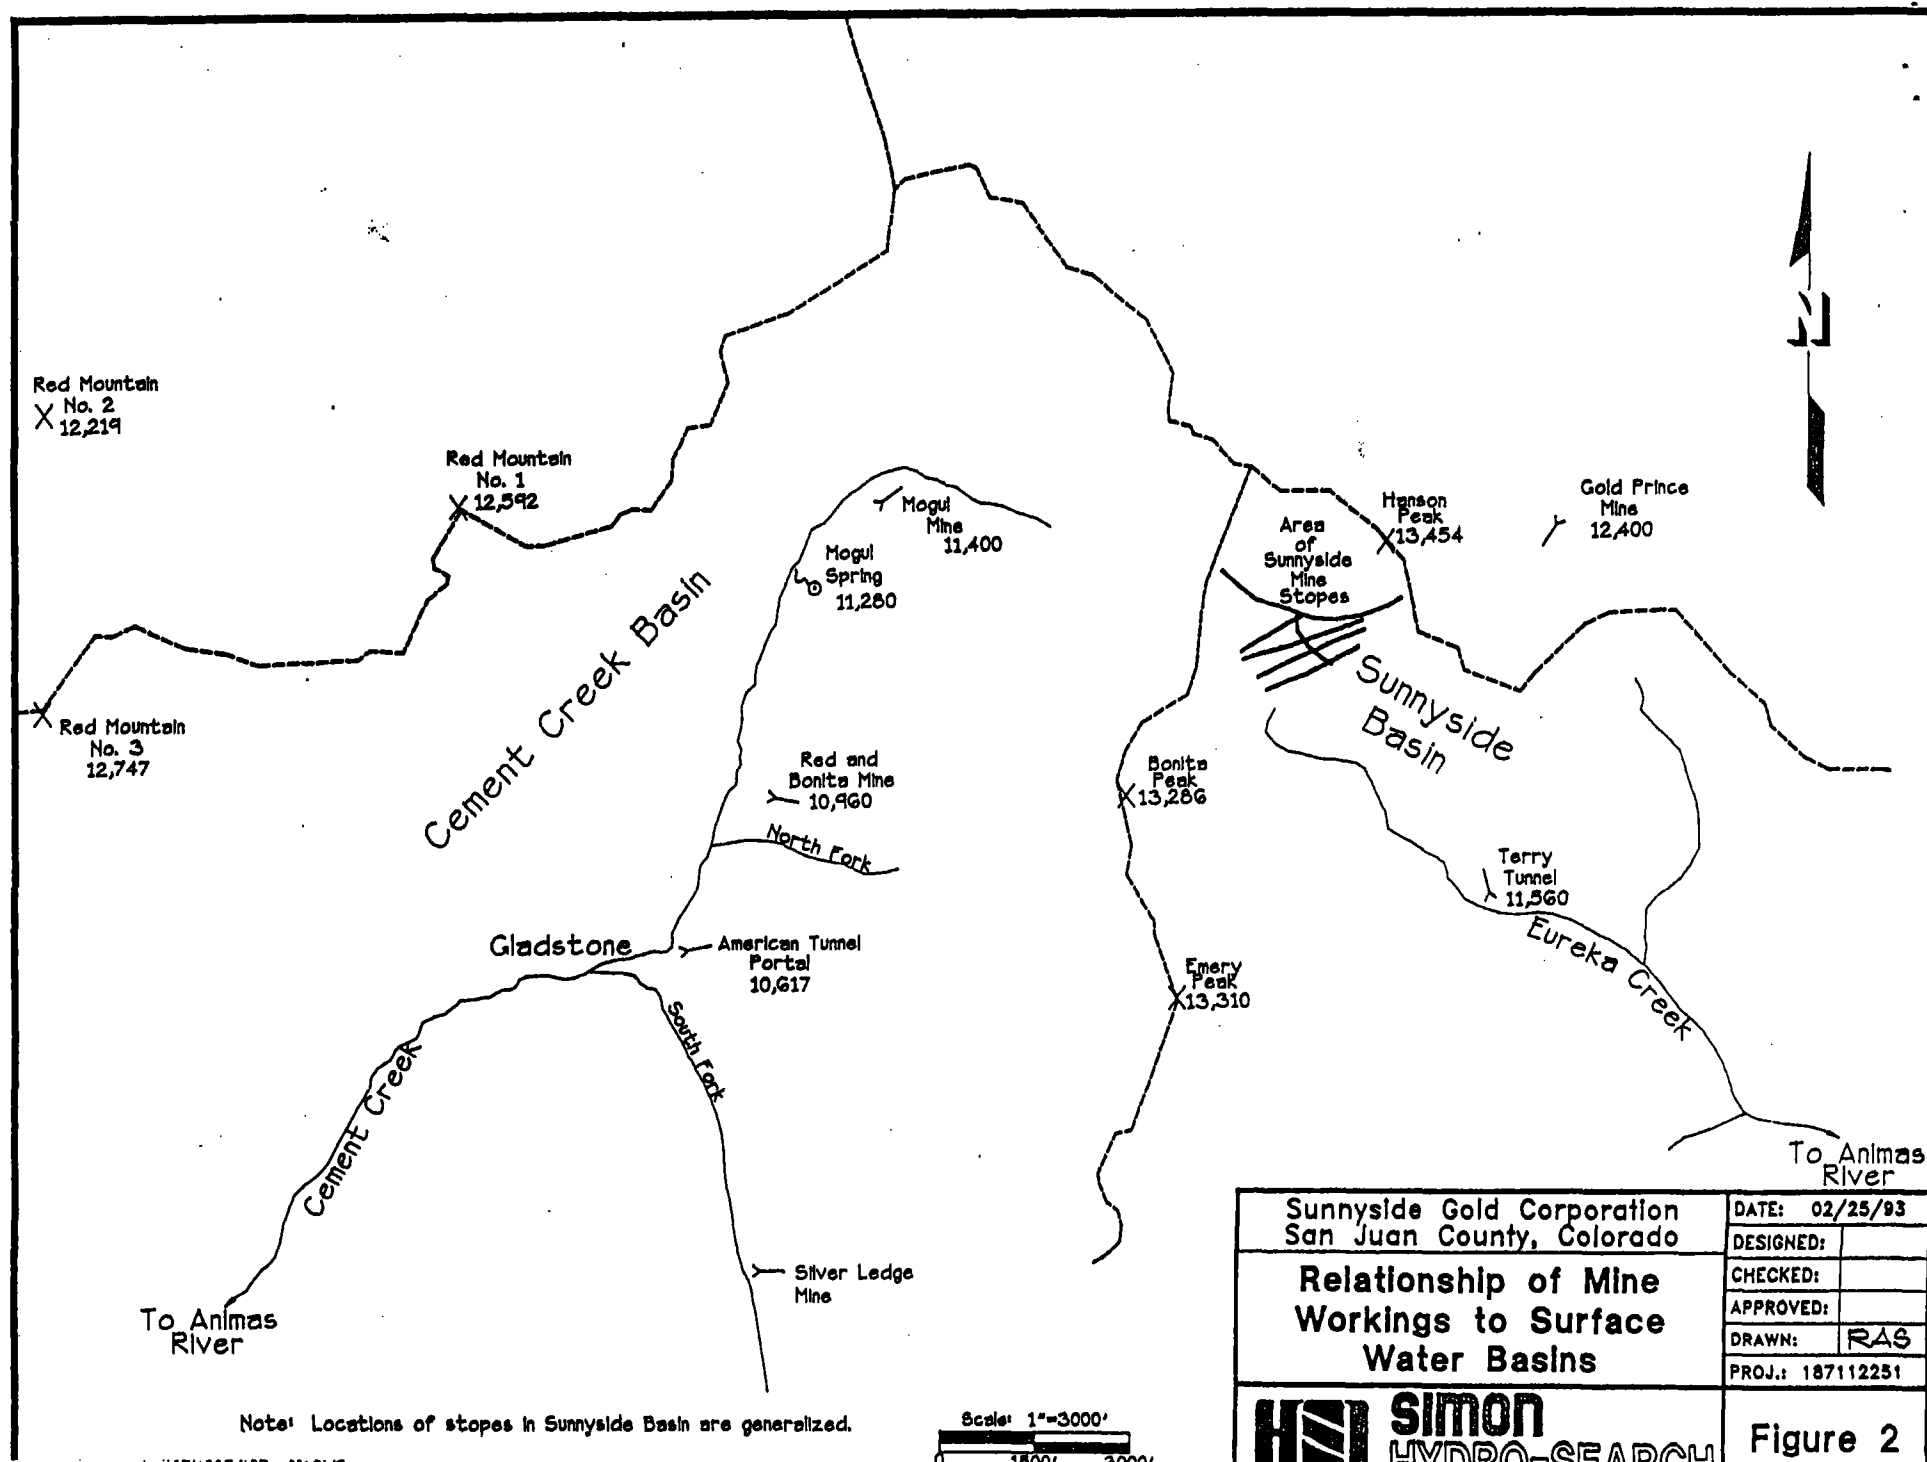 Red Mountain
No. 2
12,219
Red Mountain
No. 1
12,592
Red Mountain
No. 3
12,747
Mogul
Mine
11,400
Mogul
Spring
11,280
Cement Creek Basin
Red and
Bonita Mine
10,960
North Fork
Gladstone
American Tunnel
Portal
10,617
South Fork
Cement Creek
To Animas
River
Silver Ledge
Mine
Area
of
Sunnyside
Mine
Stopes
Hanson
Peak
13,454
Gold Prince
Mine
12,400
N
Sunnyside
Basin
Bonita
Peak
13,286
Emery
Peak
13,310
Terry
Tunnel
11,560
Eureka Creek
To Animas
River
Note: Locations of stopes in Sunnyside Basin are generalized.
Scale: 1"=3000'
0 1500' 3000'
Sunnyside Gold Corporation
San Juan County, Colorado
Relationship of Mine
Workings to Surface
Water Basins
DATE: 02/25/93
DESIGNED:
CHECKED:
APPROVED:
DRAWN: RAS
PROJ.: 187112251
simon
HYDRO-SEARCH
Figure 2